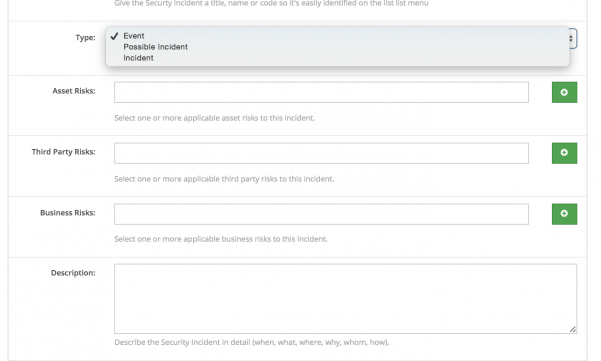 Give the Securty Incident a title, name or code so it's easily identified on the list list menu
Type:
✓ Event
Possible Incident
Incident
Asset Risks:
Select one or more applicable asset risks to this incident.
Third Party Risks:
Select one or more applicable third party risks to this incident.
Business Risks:
Select one or more applicable business risks to this incident.
Description:
Describe the Security Incident in detail (when, what, where, why, whom, how).